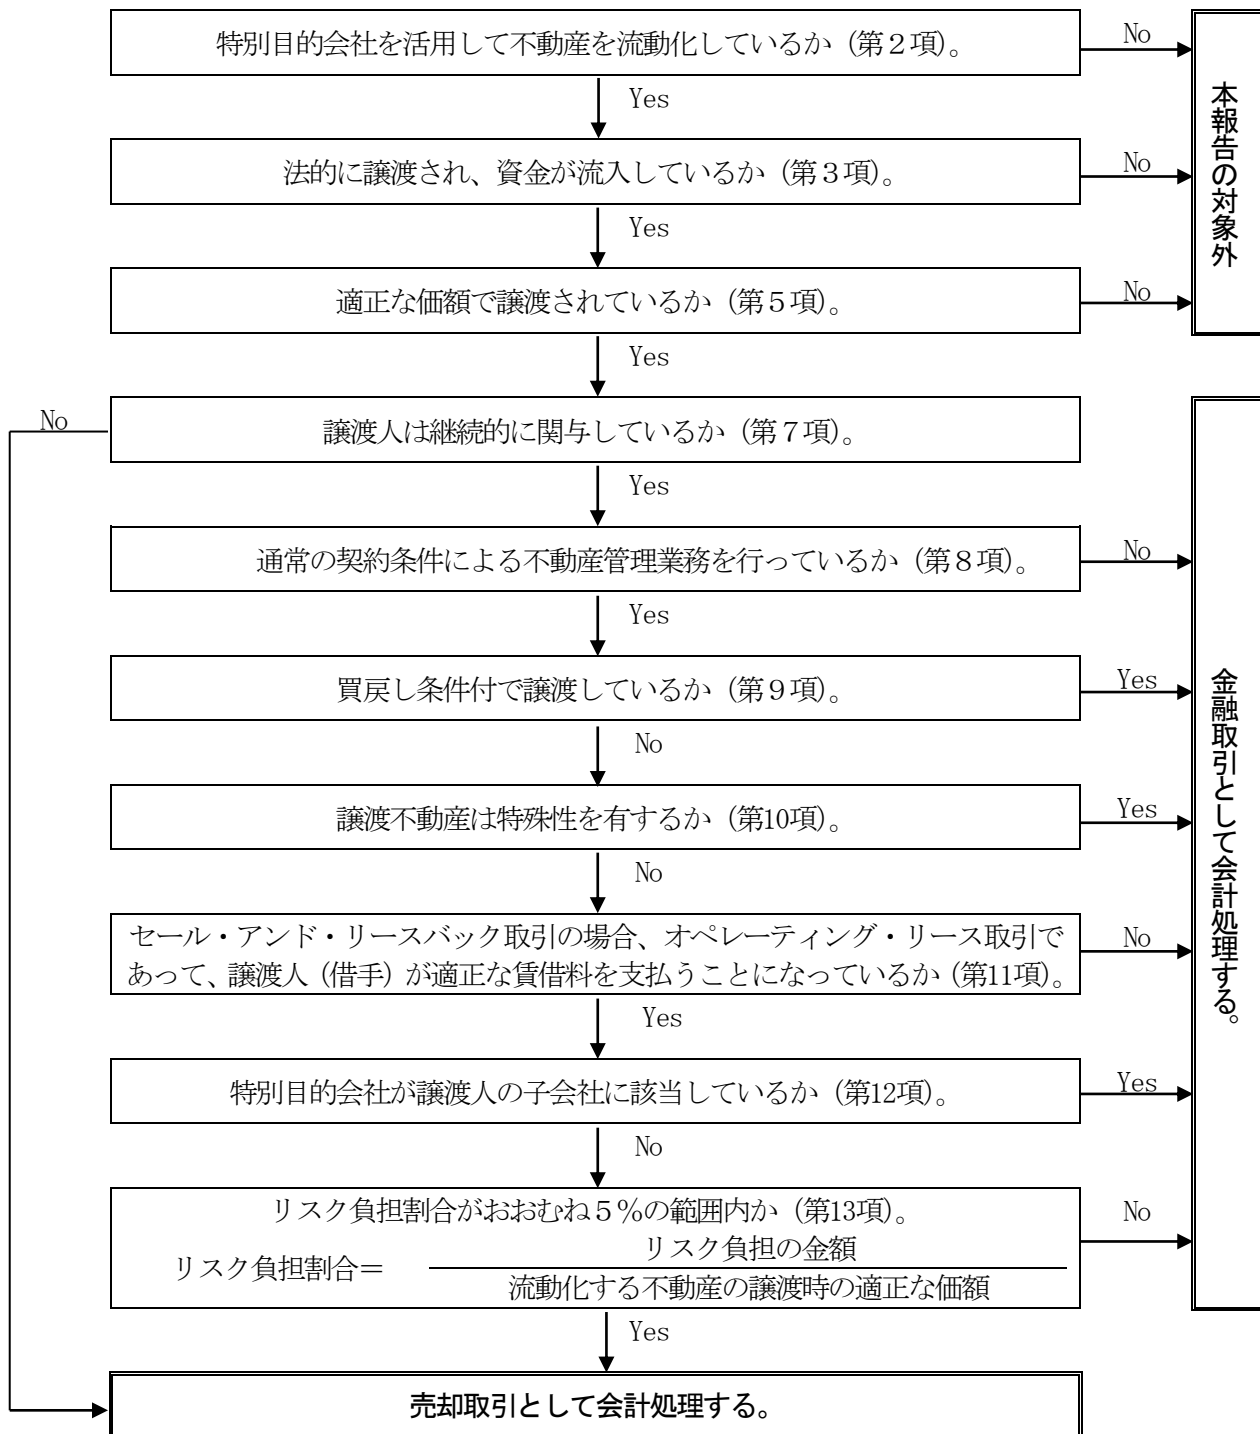 特別目的会社を活用して不動産を流動化しているか（第２項）。
No
Yes
法的に譲渡され、資金が流入しているか（第３項）。
No
Yes
適正な価額で譲渡されているか（第５項）。
No
本報告の対象外
Yes
No
譲渡人は継続的に関与しているか（第７項）。
Yes
通常の契約条件による不動産管理業務を行っているか（第８項）。
No
Yes
買戻し条件付で譲渡しているか（第９項）。
Yes
No
譲渡不動産は特殊性を有するか（第10項）。
Yes
No
セール・アンド・リースバック取引の場合、オペレーティング・リース取引で
あって、譲渡人（借手）が適正な賃借料を支払うことになっているか（第11項）。
No
Yes
特別目的会社が譲渡人の子会社に該当しているか（第12項）。
Yes
No
リスク負担割合がおおむね５％の範囲内か（第13項）。
リスク負担割合＝
リスク負担の金額
流動化する不動産の譲渡時の適正な価額
No
金融取引として会計処理する。
Yes
売却取引として会計処理する。